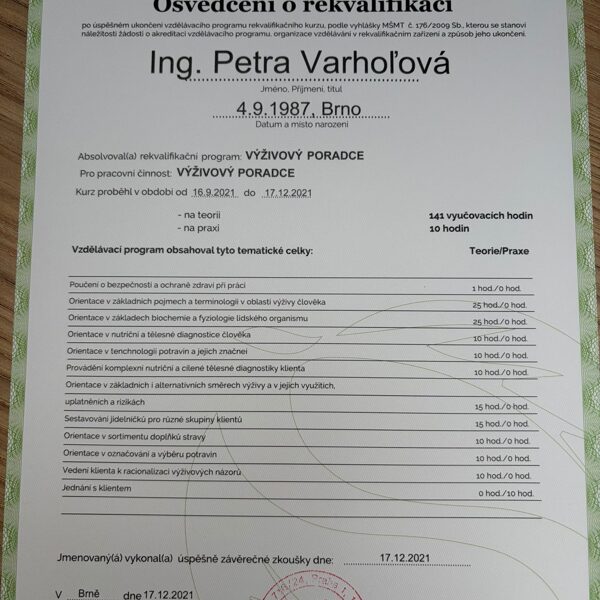 Osvědčení o rekvalifikaci
po úspěšném ukončení vzdělávacího programu rekvalifikačního kurzu, podle vyhlášky MŠMT č. 176/2009 Sb., kterou se stanoví
náležitosti žádosti o akreditaci vzdělávacího programu, organizace vzdělávání v rekvalifikačním zařízení a způsob jeho ukončení.
Ing. Petra Varhoľová
Jméno, Příjmení, titul
4.9.1987, Brno
Datum a místo narození
Absolvoval(a) rekvalifikační program: VÝŽIVOVÝ PORADCE
Pro pracovní činnost: VÝŽIVOVÝ PORADCE
Kurz proběhl v období od 16.9.2021 do 17.12.2021
- na teorii 141 vyučovacích hodin
- na praxi 10 hodin
Vzdělávací program obsahoval tyto tematické celky: Teorie/Praxe
Poučení o bezpečnosti a ochraně zdraví při práci 1 hod./0 hod.
Orientace v základních pojmech a terminologii v oblasti výživy člověka 25 hod./0 hod.
Orientace v základech biochemie a fyziologie lidského organismu 25 hod./0 hod.
Orientace v nutriční a tělesné diagnostice člověka 10 hod./0 hod.
Orientace v tenchnologii potravin a jejich značneí 10 hod./0 hod.
Provádění komplexní nutriční a cílené tělesné diagnostiky klienta 10 hod./0 hod.
Orientace v základních i alternativních směrech výživy a v jejich využitích,
uplatněních a rizikách 15 hod./0 hod.
Sestavování jídelníčků pro různé skupiny klientů 15 hod./0 hod.
Orientace v sortimentu doplňků stravy 10 hod./0 hod.
Orientace v označování a výběru potravin 10 hod./0 hod.
Vedení klienta k racionalizaci výživových názorů 10 hod./0 hod.
Jednání s klientem 0 hod./10 hod.
Jmenovaný(á) vykonal(a) úspěšně závěrečné zkoušky dne: 17.12.2021
V Brně dne 17.12.2021
Praha 1,